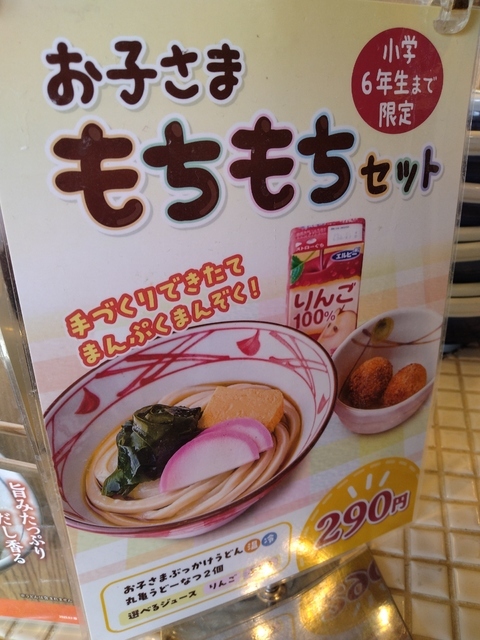 お子さま
もちもちセット
小学
6年生まで
限定
手づくりできたて
まんぷくまんぞく!
エルビー
りんご
100%
290円
お子さまぶっかけうどん 温 冷
丸亀うどーなつ2個
選べるジュース りんご
旨みたっぷり
だし香る